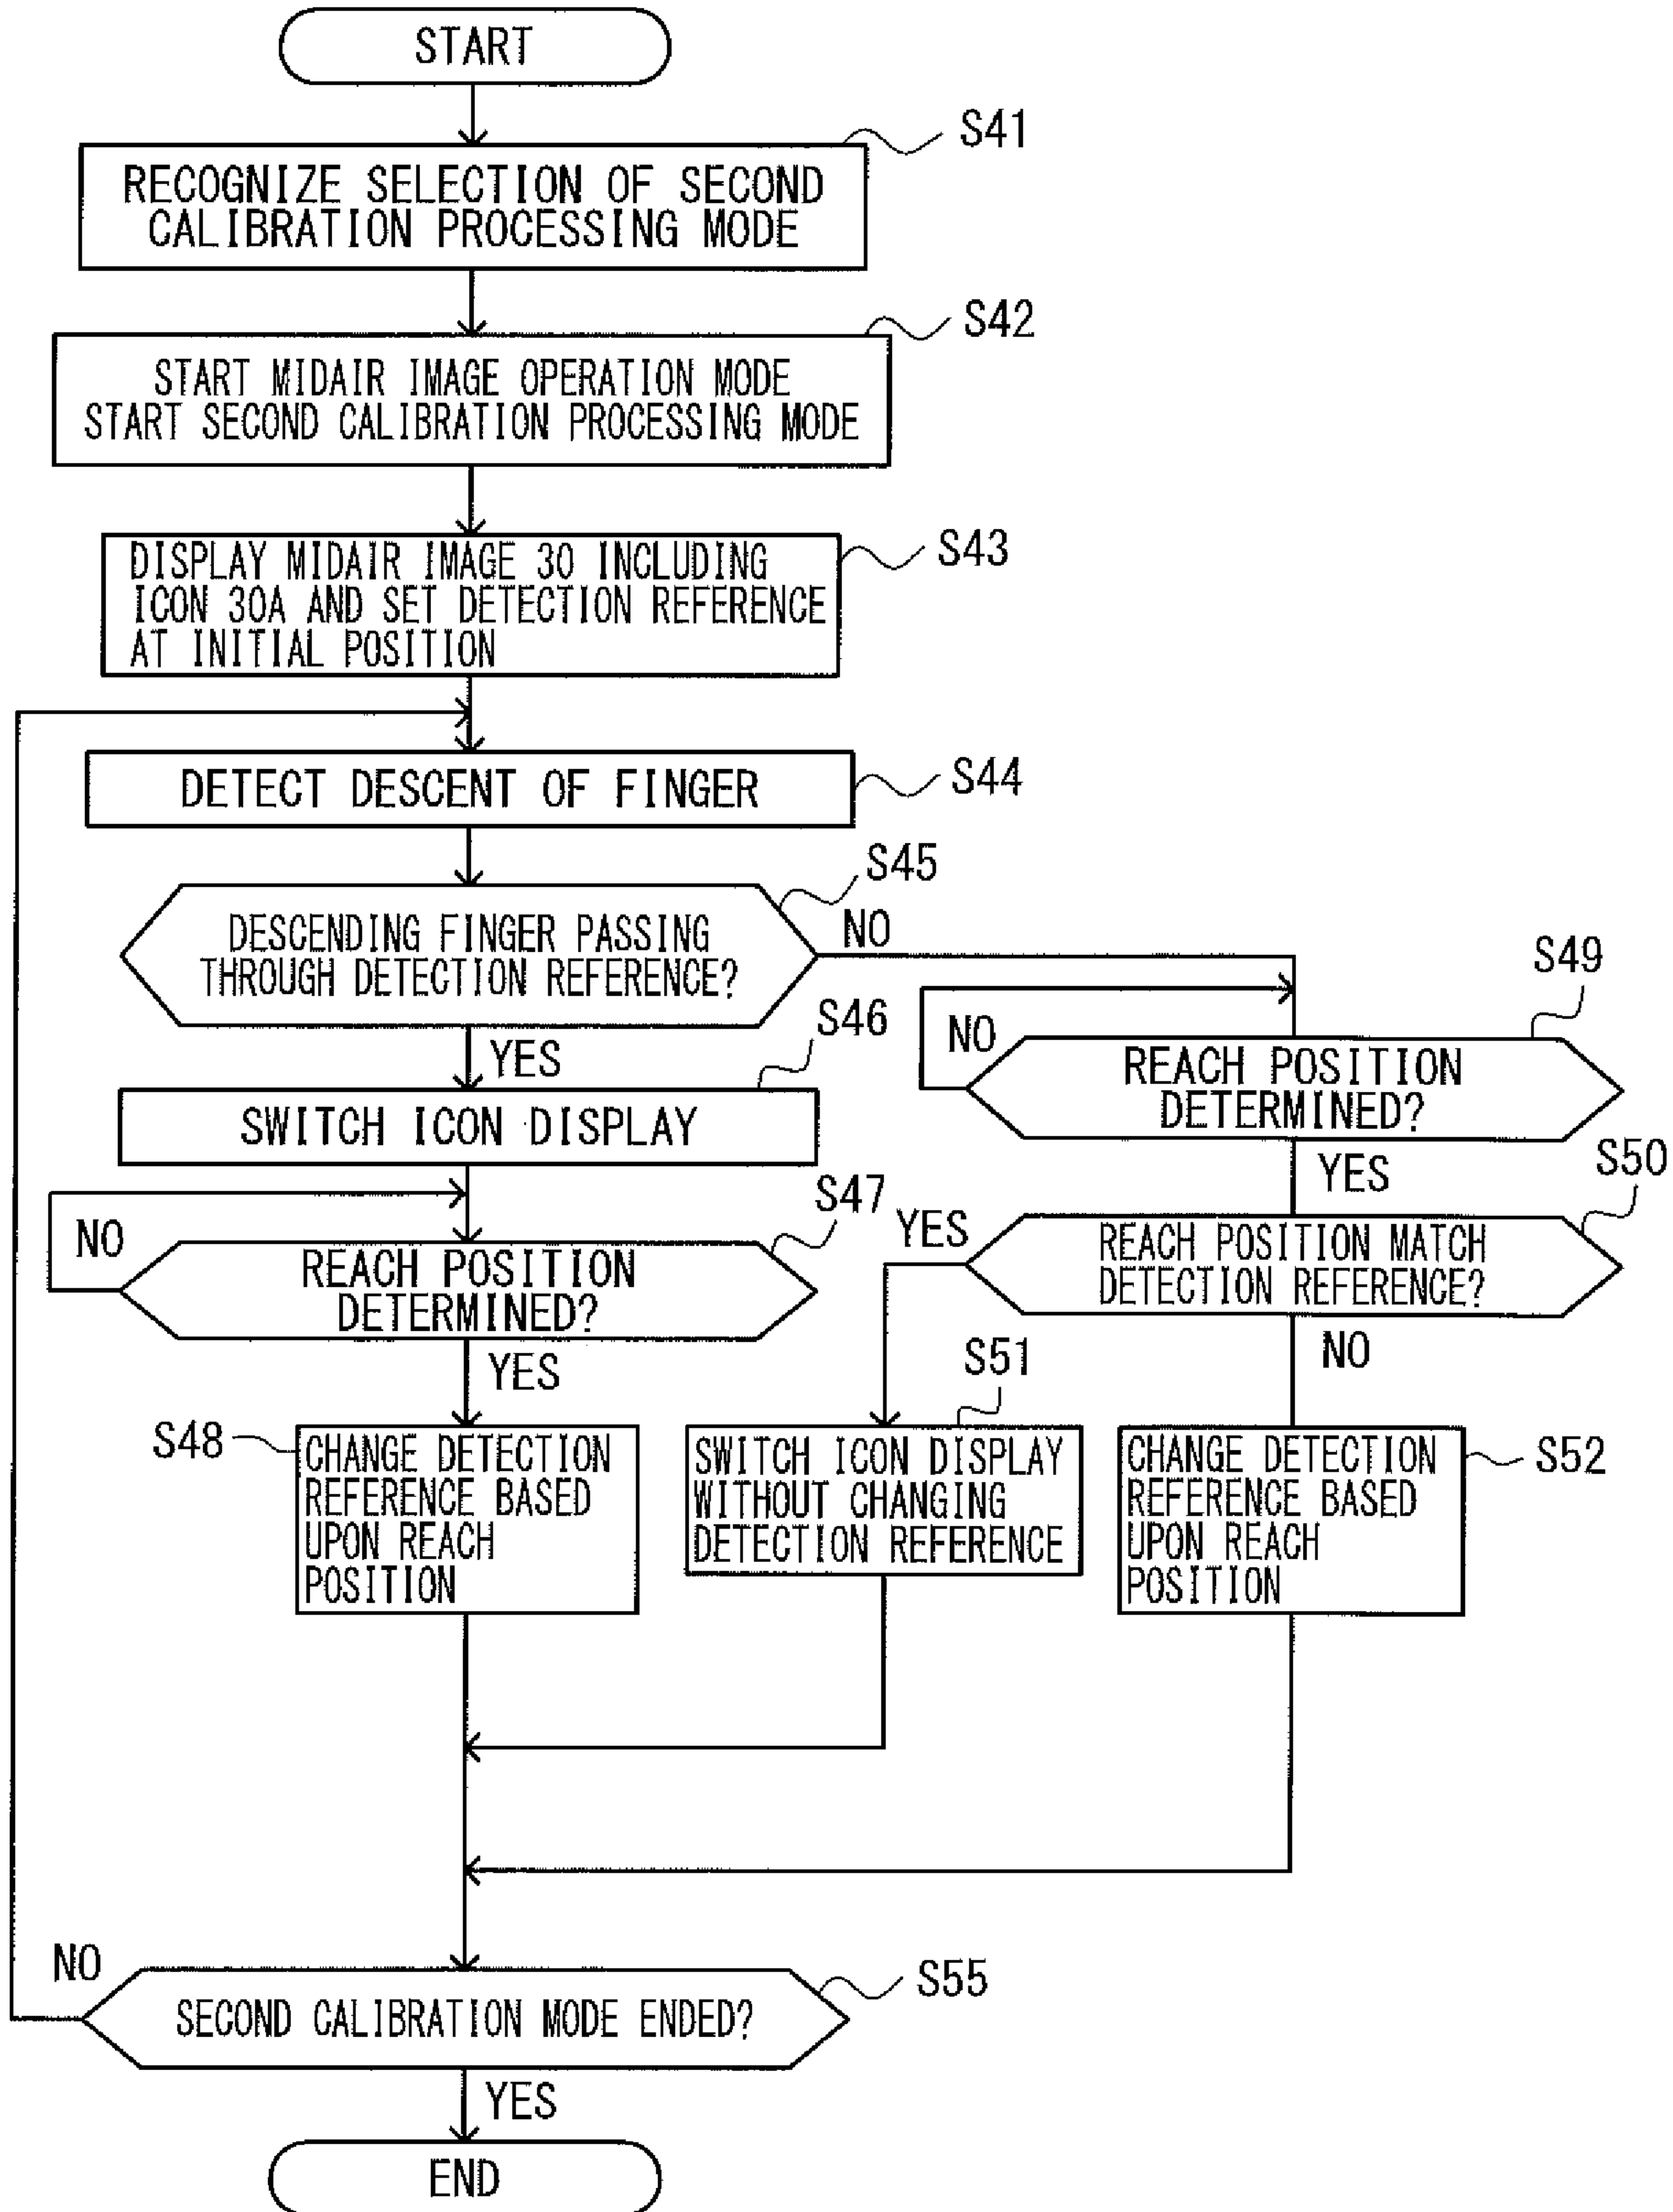 START
S41
RECOGNIZE SELECTION OF SECOND
CALIBRATION PROCESSING MODE
S42
START MIDAIR IMAGE OPERATION MODE
START SECOND CALIBRATION PROCESSING MODE
S43
DISPLAY MIDAIR IMAGE 30 INCLUDING
ICON 30A AND SET DETECTION REFERENCE
AT INITIAL POSITION
S44
DETECT DESCENT OF FINGER
S45
DESCENDING FINGER PASSING
THROUGH DETECTION REFERENCE?
NO
YES
S46
SWITCH ICON DISPLAY
S47
NO
REACH POSITION
DETERMINED?
YES
S48
CHANGE DETECTION
REFERENCE BASED
UPON REACH
POSITION
S49
NO
REACH POSITION
DETERMINED?
YES
S50
YES
REACH POSITION MATCH
DETECTION REFERENCE?
NO
S51
SWITCH ICON DISPLAY
WITHOUT CHANGING
DETECTION REFERENCE
S52
CHANGE DETECTION
REFERENCE BASED
UPON REACH
POSITION
NO
S55
SECOND CALIBRATION MODE ENDED?
YES
END